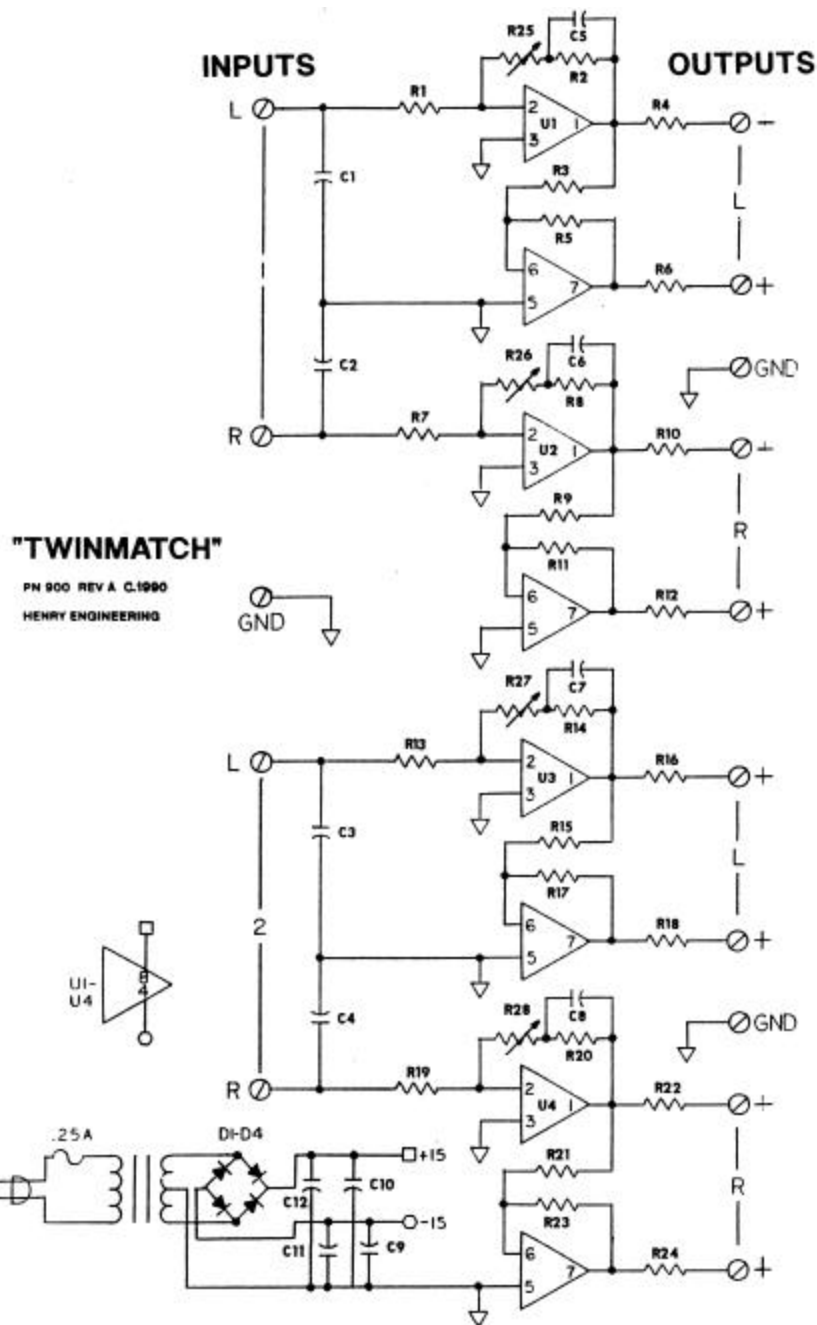 INPUTS
OUTPUTS
R25
C5
R2
L
R1
2
U1
1
3
R4
-
R3
C1
L
R5
1
6
7
5
R6
+
C2
R26
C6
R8
GND
R
R7
2
U2
1
3
R10
+
R9
R
"TWINMATCH"
R11
PN 900 REV A C.1990
6
7
5
R12
+
HENRY ENGINEERING
GND
R27
C7
R14
L
R13
2
U3
1
3
R16
+
C3
R15
L
R17
2
6
7
5
R18
+
U1-
U4
8
4
C4
R28
C8
R20
GND
R
R19
2
U4
1
3
R22
+
.25A
D1-D4
+15
R21
C12
C10
R23
R
-15
C11
C9
6
7
5
R24
+